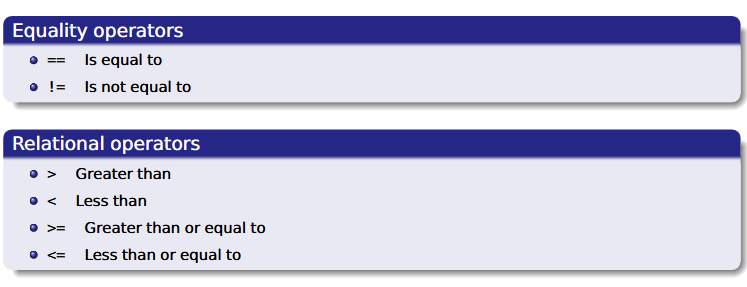 Equality operators
== Is equal to
!= Is not equal to
Relational operators
> Greater than
< Less than
>= Greater than or equal to
<= Less than or equal to